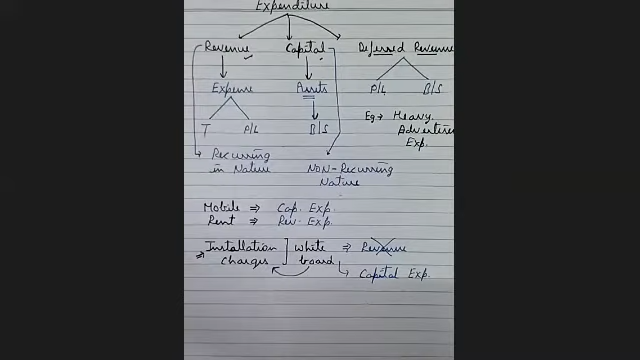 Expenditure
Revenue Capital Deferred Revenue
Expense Assets P/L B/S
T P/L B/S
Eg → Heavy
Advertise
Exp.
Recurring
in Nature
NON-Recurring
Nature
Mobile ⇒ Cap. Exp.
Rent ⇒ Rev. Exp.
⇒ Installation ] White ⇒ Revenue
charges board
Capital Exp.